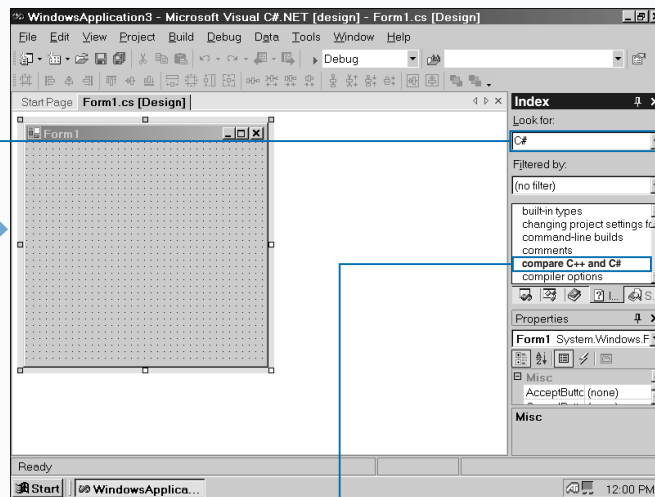 WindowsApplication3 - Microsoft Visual C#.NET [design] - Form1.cs [Design]
File Edit View Project Build Debug Data Tools Window Help
Debug
Start Page Form1.cs [Design]
Form1
Index
Look for:
C#
Filtered by:
(no filter)
built-in types
changing project settings fo
command-line builds
comments
compare C++ and C#
compiler options
I... S.
Properties
Form1 System.Windows.F
Misc
AcceptButtc (none)
Misc
Ready
Start WindowsApplica... 12:00 PM